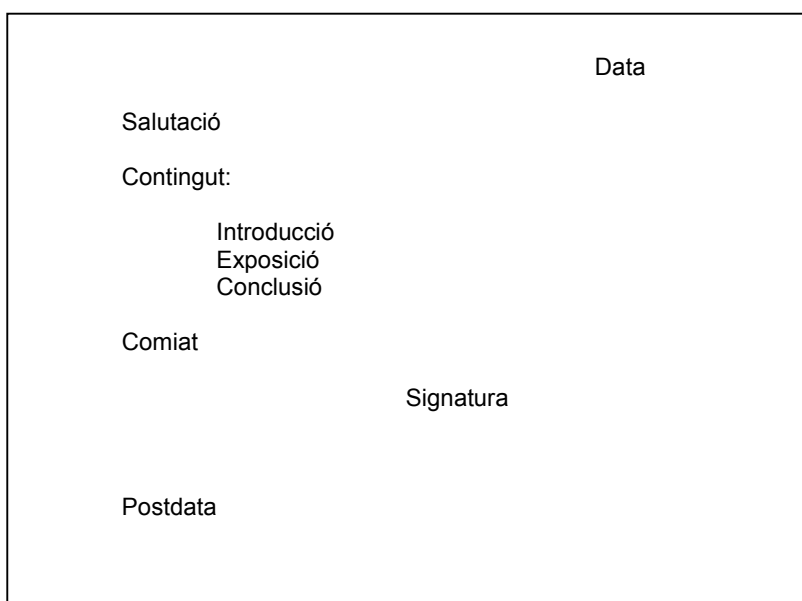 Data
Salutació
Contingut:
Introducció
Exposició
Conclusió
Comiat
Signatura
Postdata